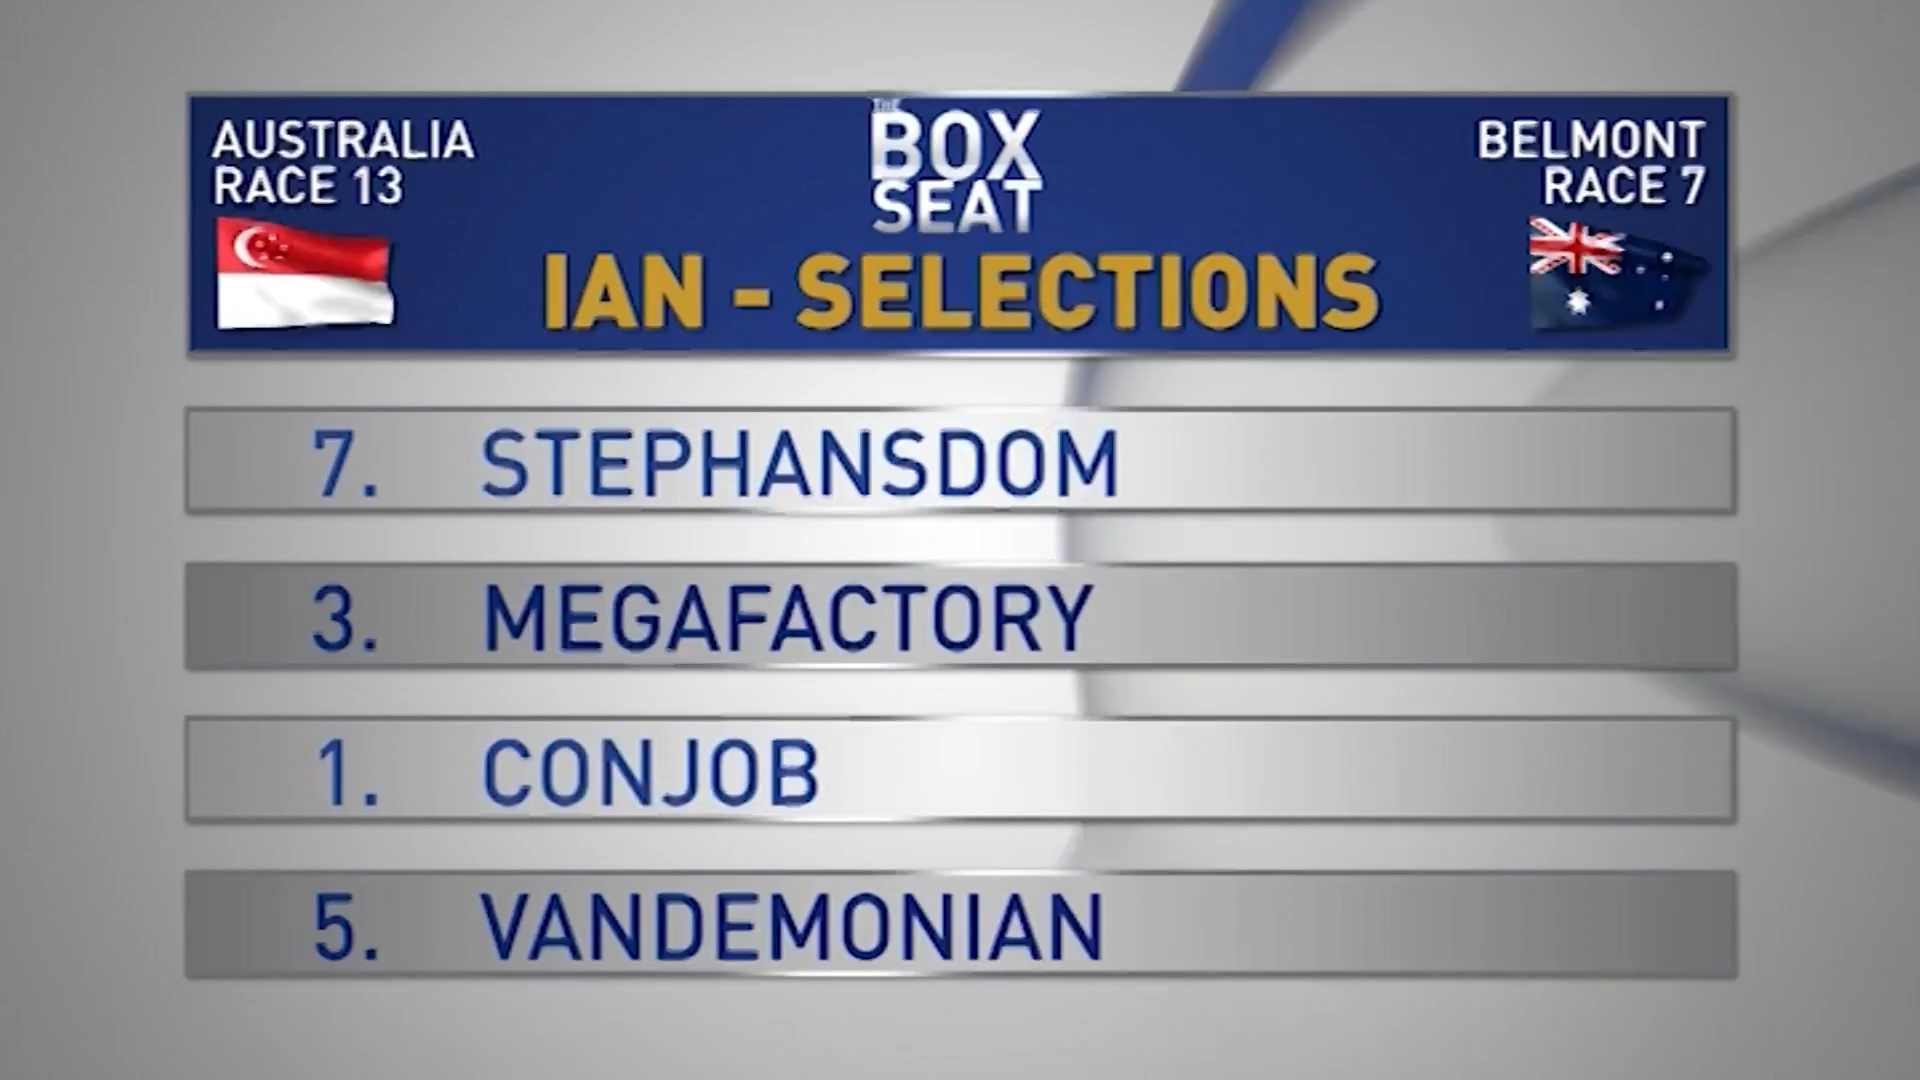 AUSTRALIA
RACE 13
THE
BOX
SEAT
BELMONT
RACE 7
IAN - SELECTIONS
7. STEPHANSDOM
3. MEGAFACTORY
1. CONJOB
5. VANDEMONIAN